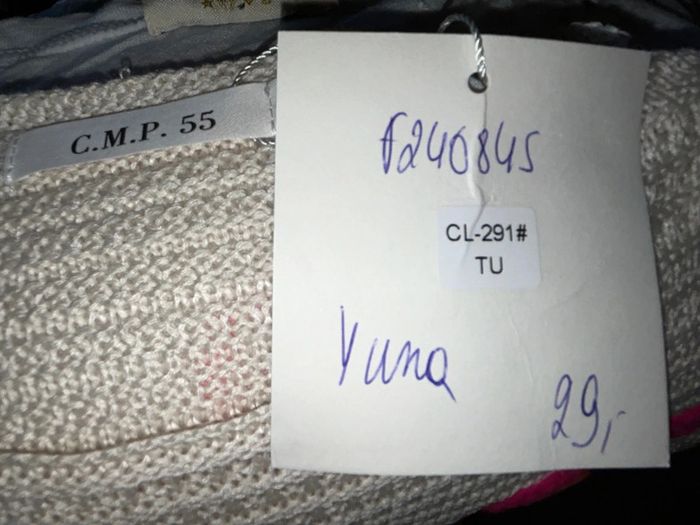 C.M.P. 55
F240845
CL-291#
TU
Yuna
29,-